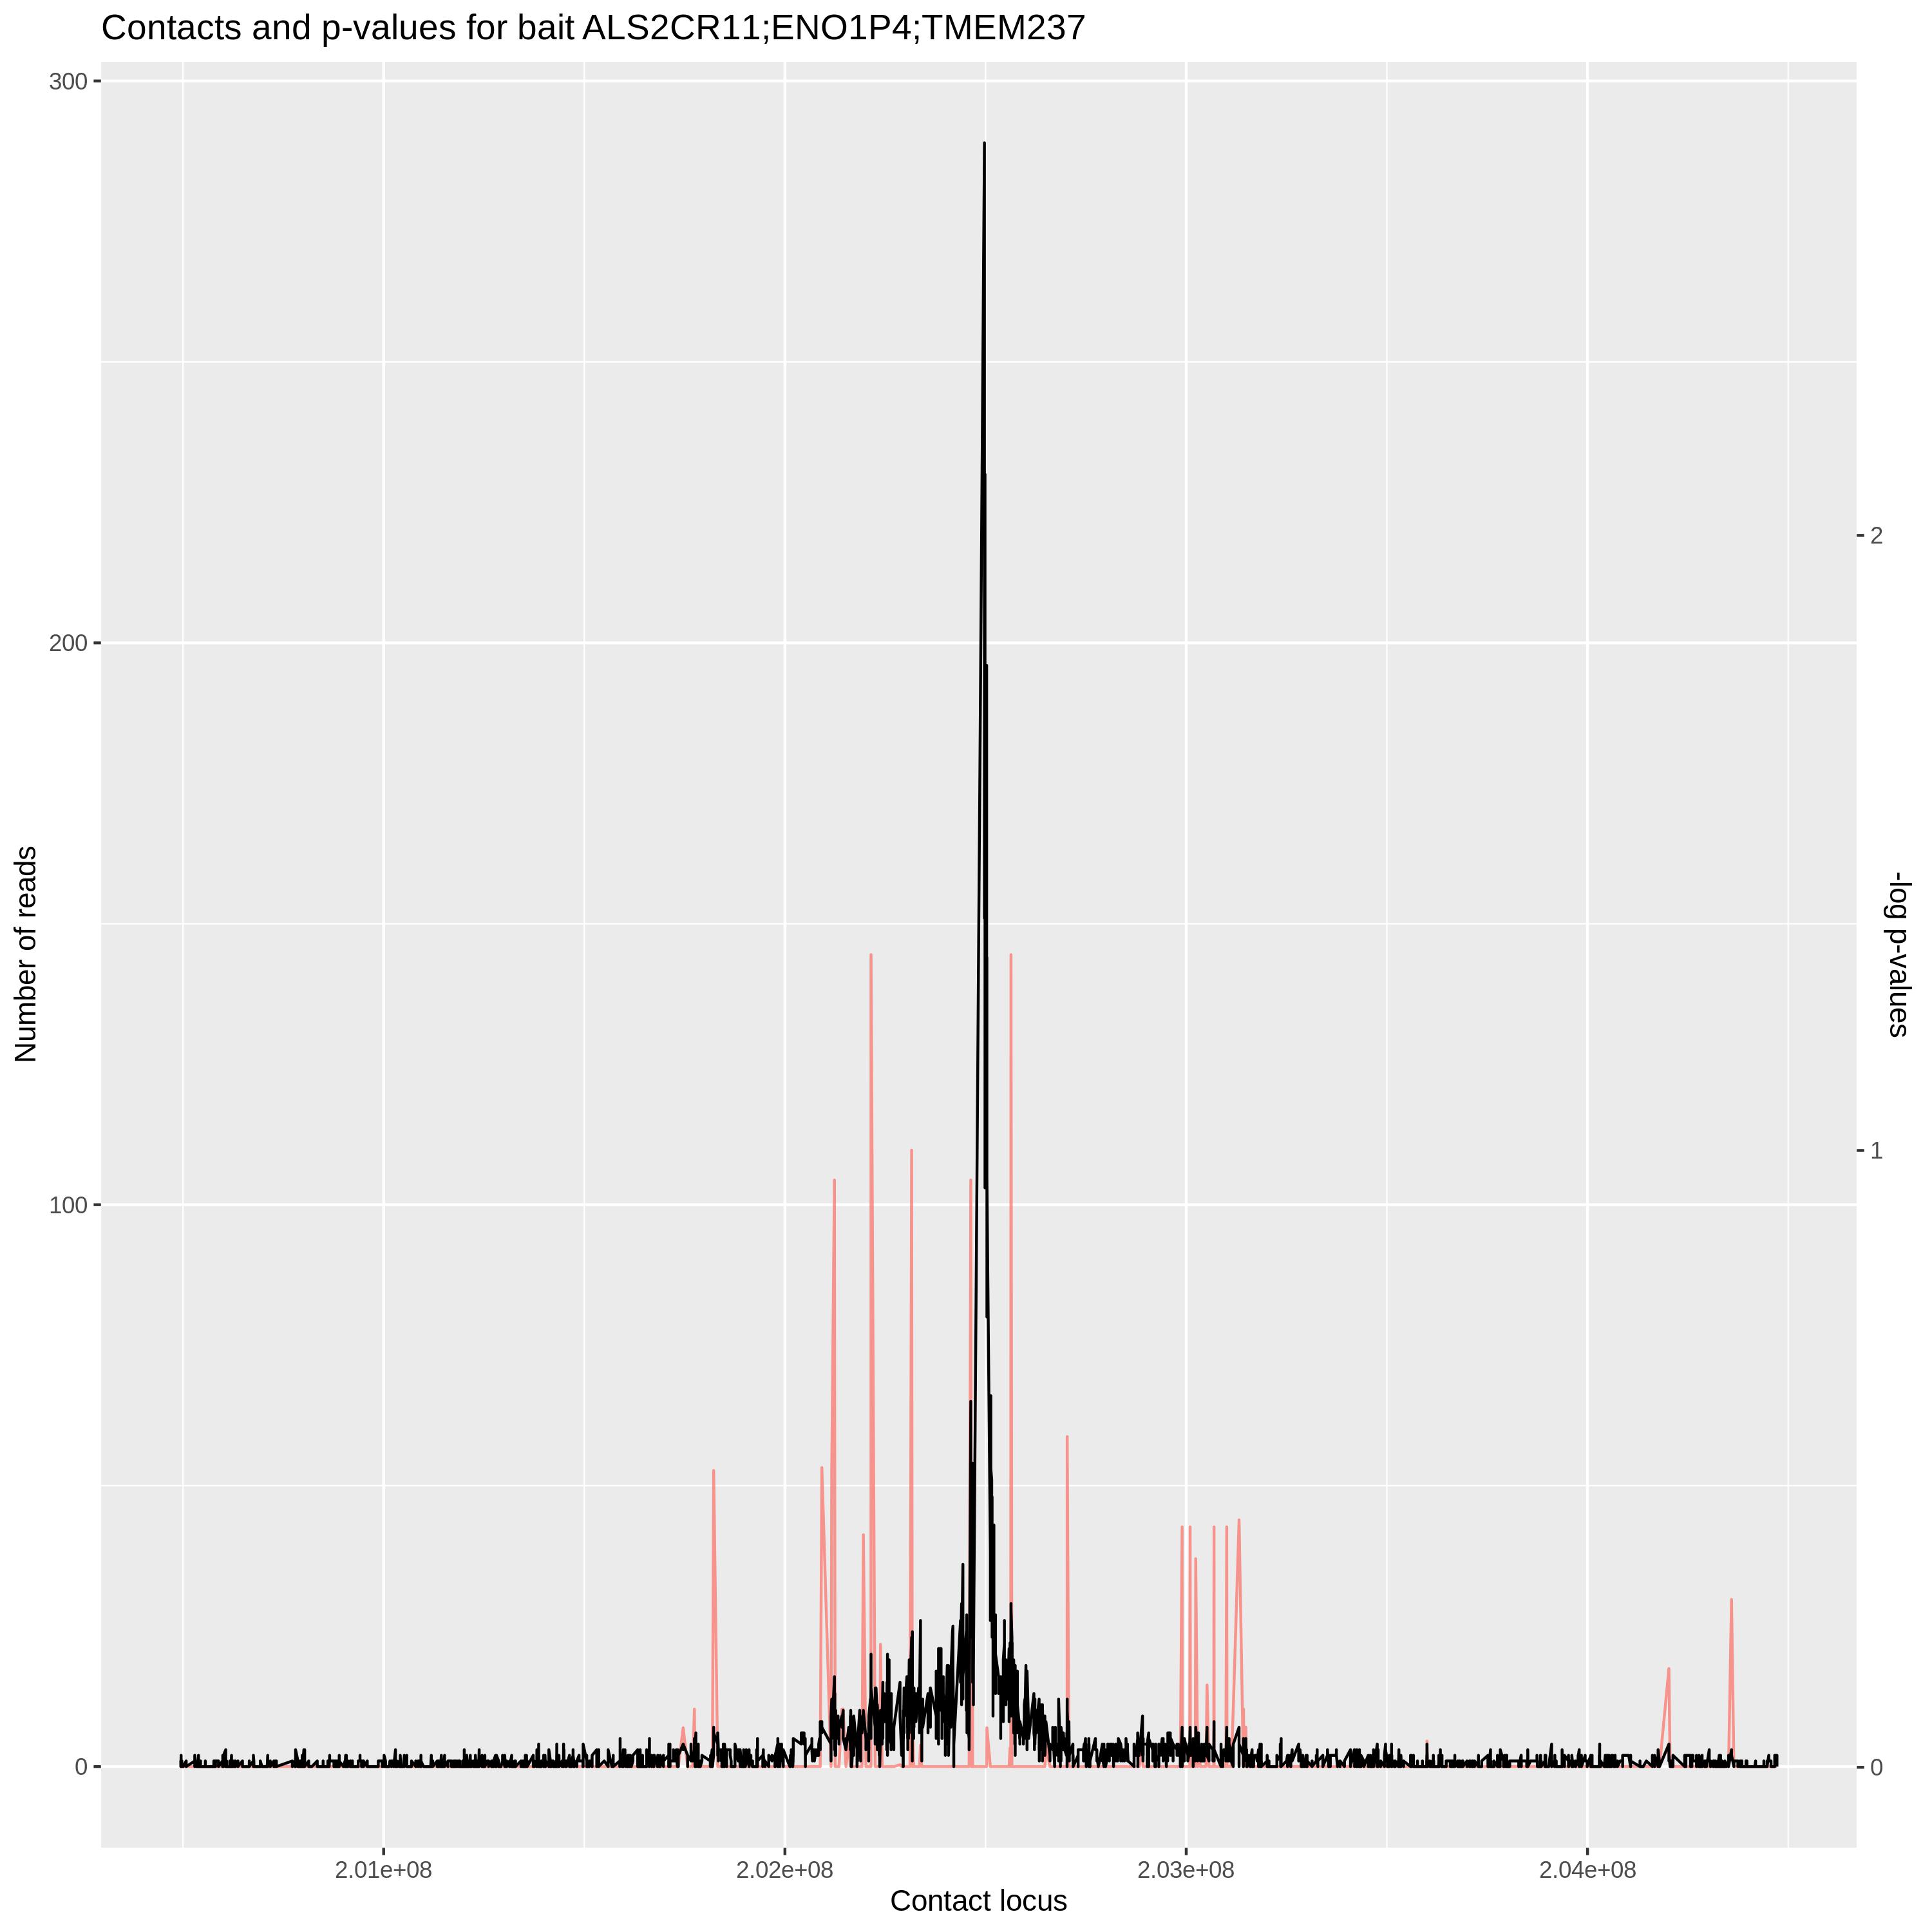 Contacts and p-values for bait ALS2CR11;ENO1P4;TMEM237
300
200
100
0
Number of reads
2
1
0
-log p-values
2.01e+08
2.02e+08
2.03e+08
2.04e+08
Contact locus